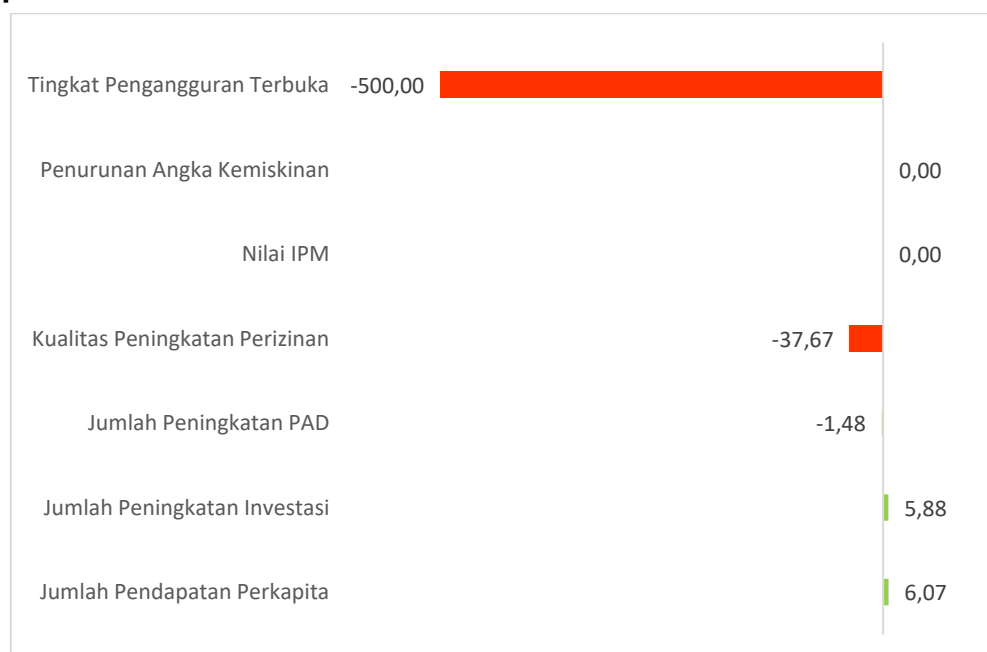 Tingkat Pengangguran Terbuka -500,00
Penurunan Angka Kemiskinan 0,00
Nilai IPM 0,00
Kualitas Peningkatan Perizinan -37,67
Jumlah Peningkatan PAD -1,48
Jumlah Peningkatan Investasi 5,88
Jumlah Pendapatan Perkapita 6,07